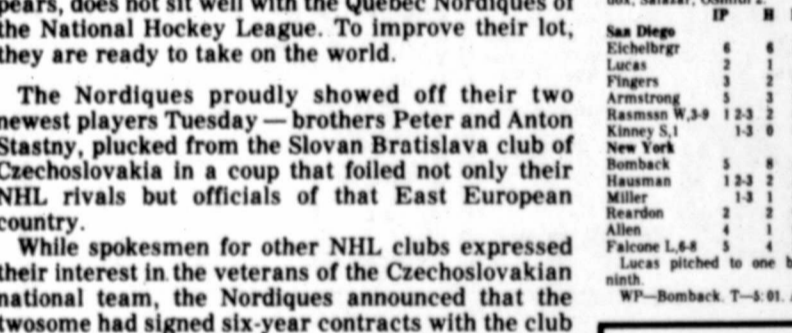 pears, does not sit well with the Quebec Nordiques of
the National Hockey League. To improve their lot,
they are ready to take on the world.
The Nordiques proudly showed off their two
newest players Tuesday — brothers Peter and Anton
Stastny, plucked from the Slovan Bratislava club of
Czechoslovakia in a coup that foiled not only their
NHL rivals but officials of that East European
country.
While spokesmen for other NHL clubs expressed
their interest in the veterans of the Czechoslovakian
national team, the Nordiques announced that the
twosome had signed six-year contracts with the club
IP H
San Diego
Eichelbrgr 6 6
Lucas 2 1
Fingers 3 2
Armstrong 5 3
Rasmssn W,3-9 1 2-3 2
Kinney S,1 1-3 0
New York
Bomback 5 8
Hausman 1 2-3 2
Miller 1-3 1
Reardon 2 2
Allen 4 1
Falcone L,6-8 5 4
Lucas pitched to one
ninth.
WP—Bomback. T—5:01.